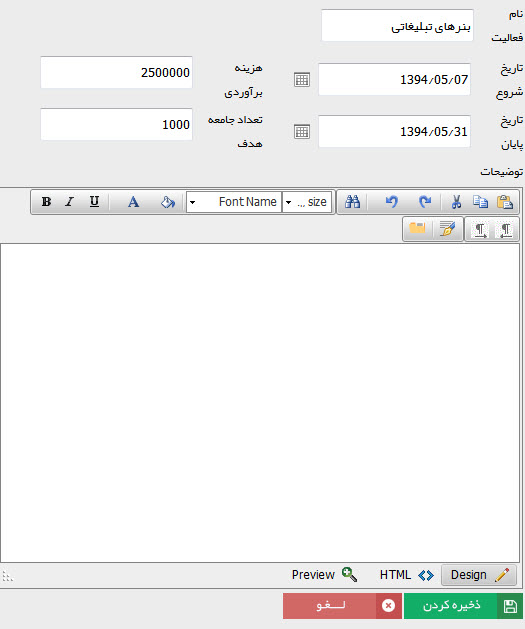 نام
فعالیت
بنرهای تبلیغاتی
تاریخ
شروع
1394/05/07
هزینه
برآوردی
2500000
تاریخ
پایان
1394/05/31
تعداد جامعه
هدف
1000
توضیحات
B I U A Font Name ... size
Preview HTML Design
ذخیره کردن
لـــغـو